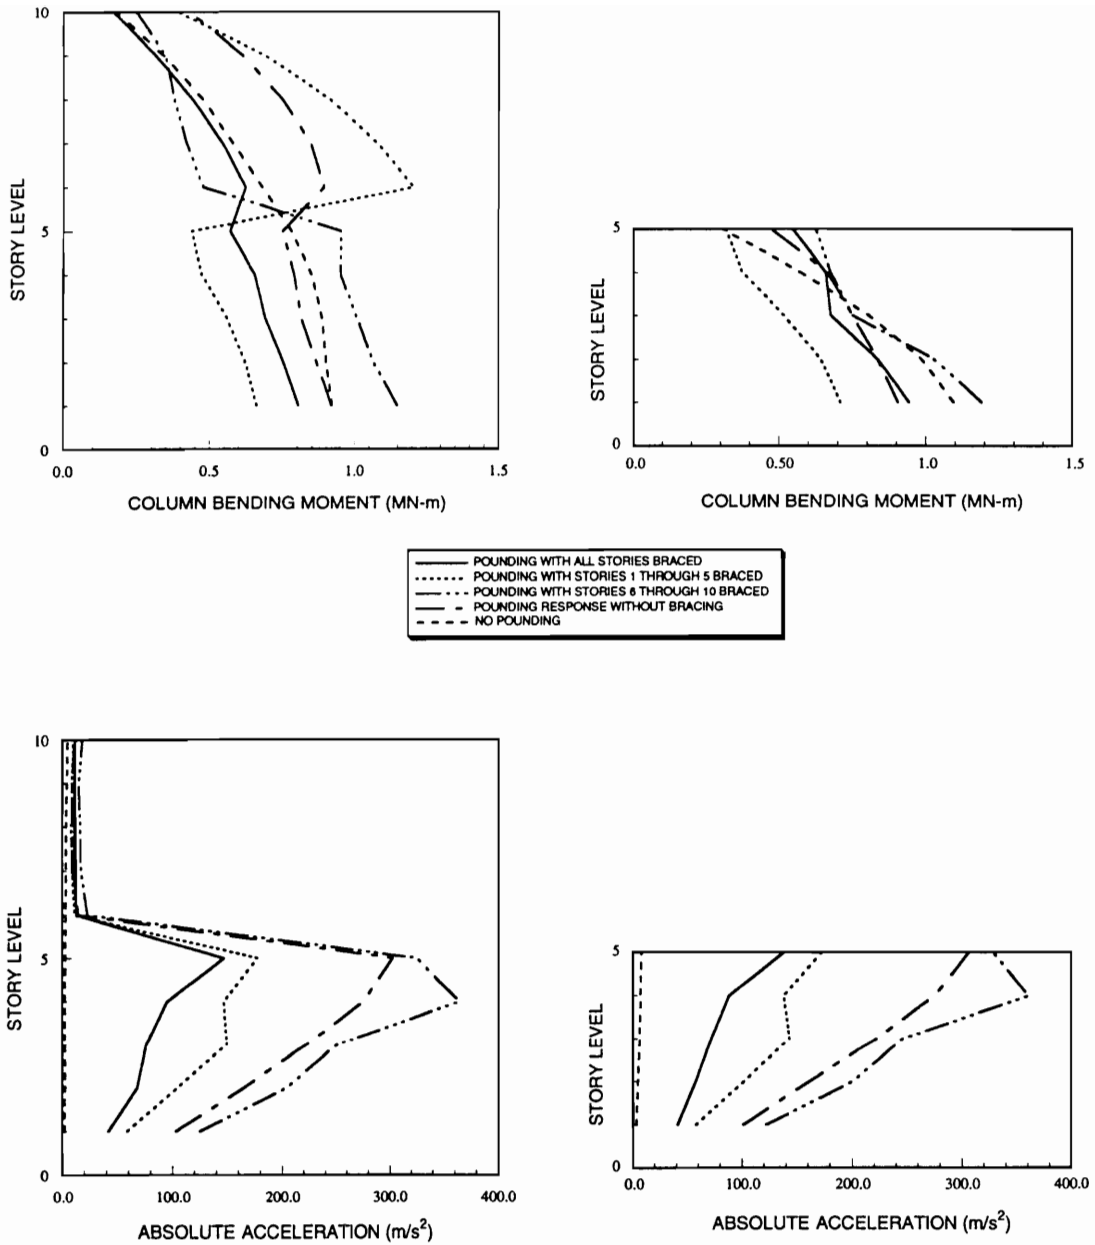 10
5
0
STORY LEVEL
0.0 0.5 1.0 1.5
COLUMN BENDING MOMENT (MN-m)
5
0
STORY LEVEL
0.0 0.50 1.0 1.5
COLUMN BENDING MOMENT (MN-m)
POUNDING WITH ALL STORIES BRACED
POUNDING WITH STORIES 1 THROUGH 5 BRACED
POUNDING WITH STORIES 6 THROUGH 10 BRACED
POUNDING RESPONSE WITHOUT BRACING
NO POUNDING
10
5
0
STORY LEVEL
0.0 100.0 200.0 300.0 400.0
ABSOLUTE ACCELERATION (m/s²)
5
0
STORY LEVEL
0.0 100.0 200.0 300.0 400.0
ABSOLUTE ACCELERATION (m/s²)